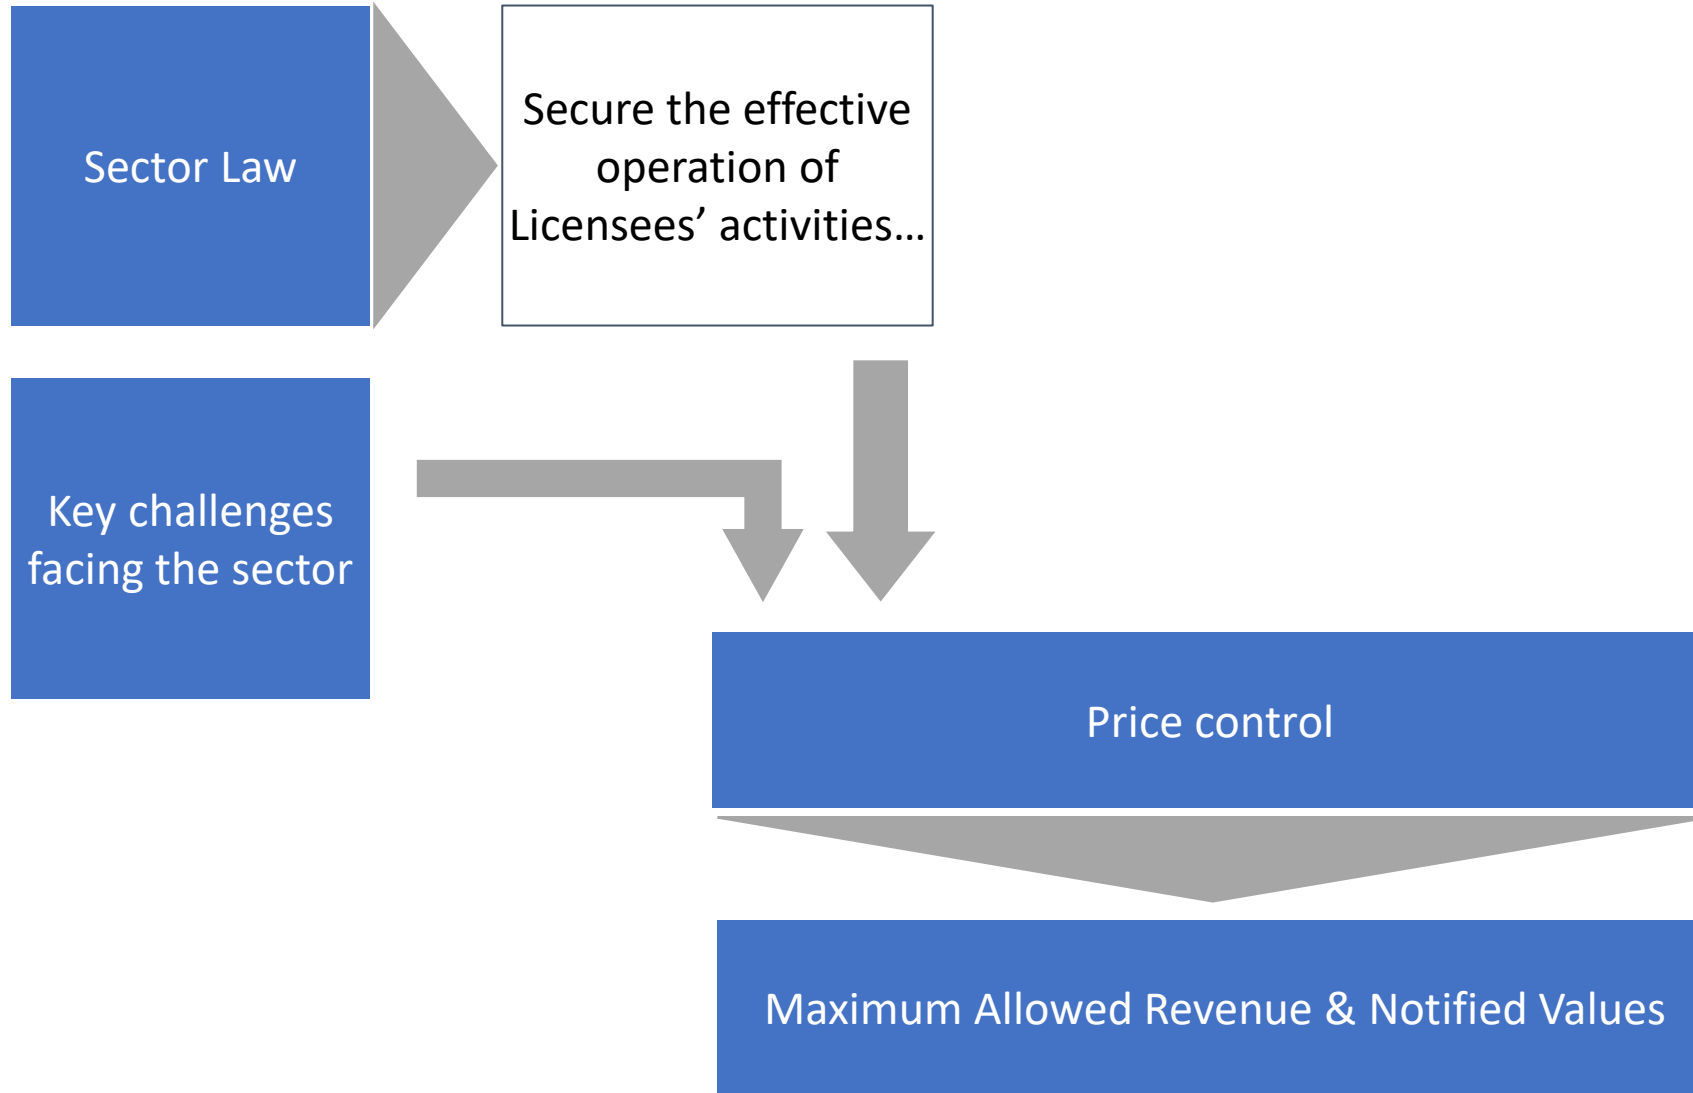 Sector Law
Secure the effective
operation of
Licensees’ activities…
Key challenges
facing the sector
Price control
Maximum Allowed Revenue & Notified Values